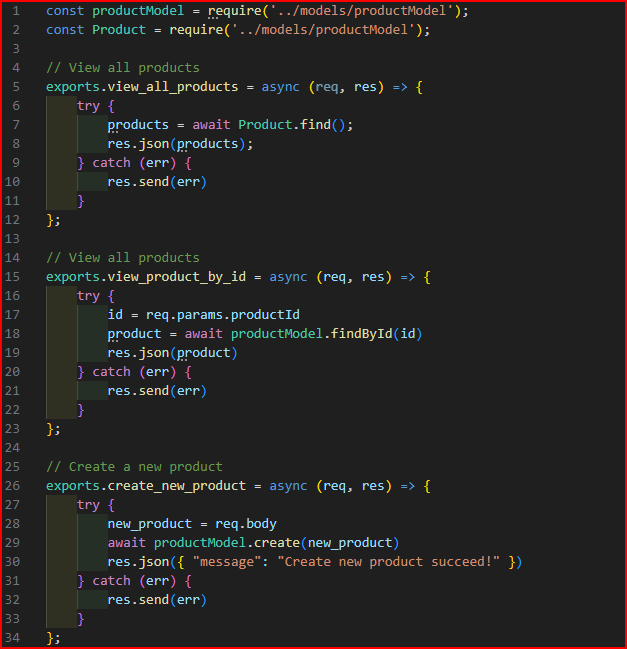 1 const productModel = require('../models/productModel');
2 const Product = require('../models/productModel');
3
4 // View all products
5 exports.view_all_products = async (req, res) => {
6 try {
7 products = await Product.find();
8 res.json(products);
9 } catch (err) {
10 res.send(err)
11 }
12 };
13
14 // View all products
15 exports.view_product_by_id = async (req, res) => {
16 try {
17 id = req.params.productId
18 product = await productModel.findById(id)
19 res.json(product)
20 } catch (err) {
21 res.send(err)
22 }
23 };
24
25 // Create a new product
26 exports.create_new_product = async (req, res) => {
27 try {
28 new_product = req.body
29 await productModel.create(new_product)
30 res.json({ "message": "Create new product succeed!" })
31 } catch (err) {
32 res.send(err)
33 }
34 };